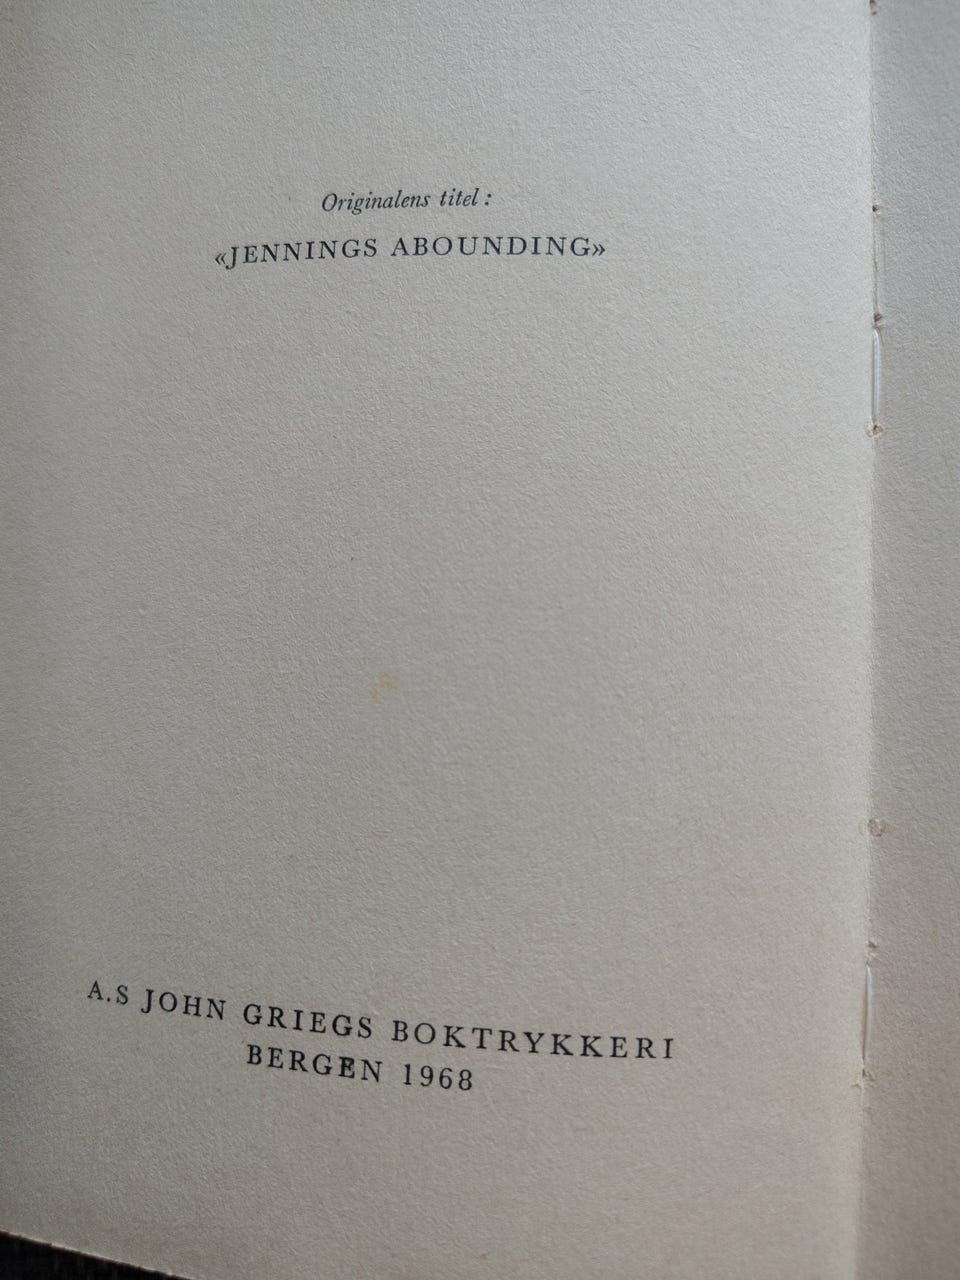 Originalens titel:
«JENNINGS ABOUNDING»
A.S JOHN GRIEGS BOKTRYKKERI
BERGEN 1968